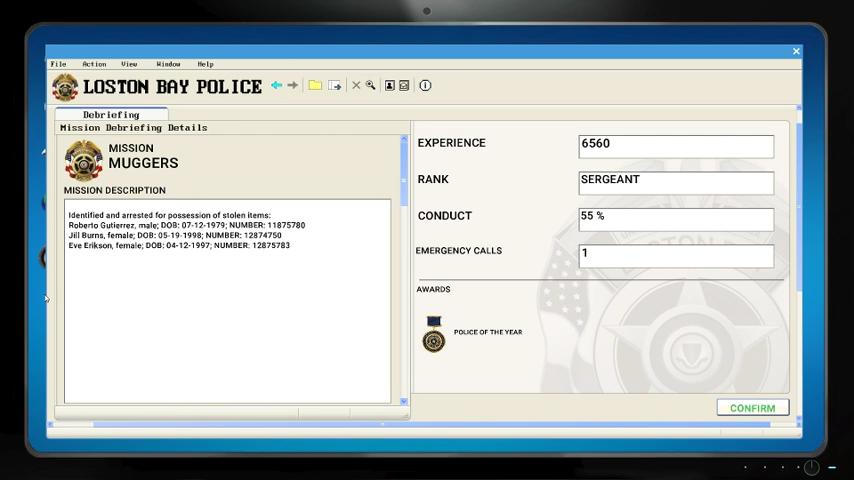 File Action View Window Help
LOSTON BAY POLICE
Debriefing
Mission Debriefing Details
MISSION
MUGGERS
MISSION DESCRIPTION
Identified and arrested for possession of stolen items:
Roberto Gutierrez, male; DOB: 07-12-1979; NUMBER: 11875780
Jill Burns, female; DOB: 05-19-1998; NUMBER: 12874750
Eve Erikson, female; DOB: 04-12-1997; NUMBER: 12875783
EXPERIENCE 6560
RANK SERGEANT
CONDUCT 55 %
EMERGENCY CALLS 1
AWARDS
POLICE OF THE YEAR
CONFIRM